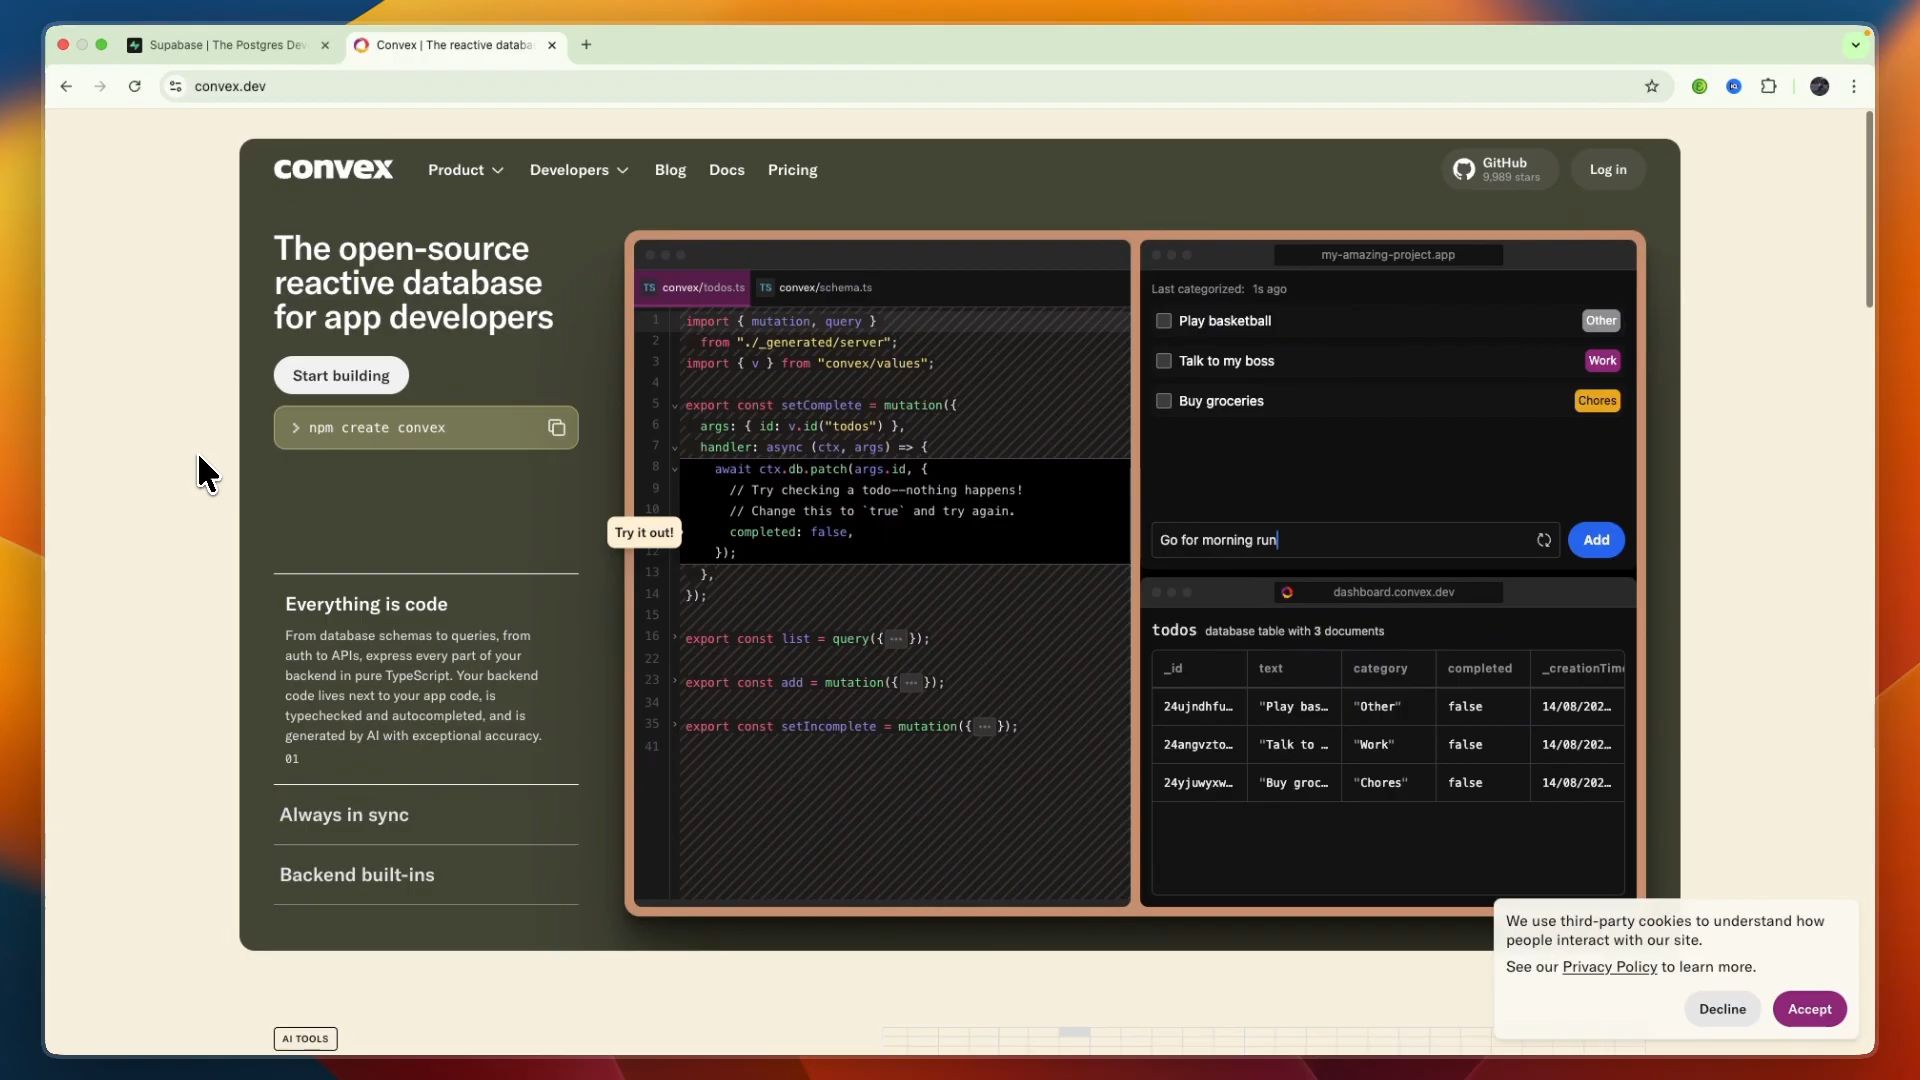 Supabase | The Postgres Dev
Convex | The reactive databa
convex.dev
convex
Product
Developers
Blog
Docs
Pricing
GitHub
9,989 stars
Log in
The open-source
reactive database
for app developers
Start building
> npm create convex
Everything is code
From database schemas to queries, from
auth to APIs, express every part of your
backend in pure TypeScript. Your backend
code lives next to your app code, is
typechecked and autocompleted, and is
generated by AI with exceptional accuracy.
01
Always in sync
Backend built-ins
TS convex/todos.ts
TS convex/schema.ts
1 import { mutation, query }
2 from "./_generated/server";
3 import { v } from "convex/values";
4
5 export const setComplete = mutation({
6 args: { id: v.id("todos") },
7 handler: async (ctx, args) => {
8 await ctx.db.patch(args.id, {
9 // Try checking a todo--nothing happens!
10 // Change this to `true` and try again.
Try it out!
completed: false,
12 });
13 },
14 });
15
16 export const list = query({ ··· });
22
23 export const add = mutation({ ··· });
34
35 export const setIncomplete = mutation({ ··· });
41
my-amazing-project.app
Last categorized: 1s ago
Play basketball
Other
Talk to my boss
Work
Buy groceries
Chores
Go for morning run
Add
dashboard.convex.dev
todos database table with 3 documents
_id text category completed _creationTime
24ujndhfu… "Play bas… "Other" false 14/08/202…
24angvzto… "Talk to … "Work" false 14/08/202…
24yjuwyxw… "Buy groc… "Chores" false 14/08/202…
We use third-party cookies to understand how
people interact with our site.
See our Privacy Policy to learn more.
Decline
Accept
AI TOOLS